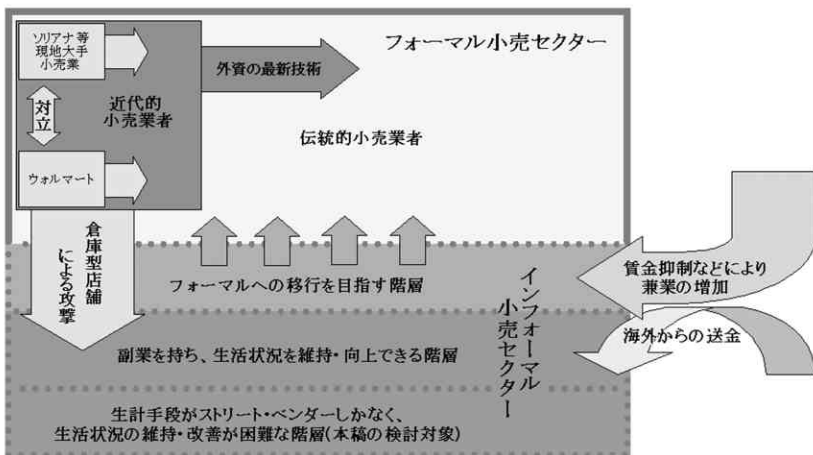 ソリアナ等
現地大手
小売業
対立
ウォルマート
近代的
小売業者
外資の最新技術
フォーマル小売セクター
伝統的小売業者
倉庫型店舗
による攻撃
フォーマルへの移行を目指す階層
副業を持ち、生活状況を維持・向上できる階層
生計手段がストリート・ベンダーしかなく、
生活状況の維持・改善が困難な階層(本稿の検討対象)
インフォーマル
小売セクター
賃金抑制などにより
兼業の増加
海外からの送金